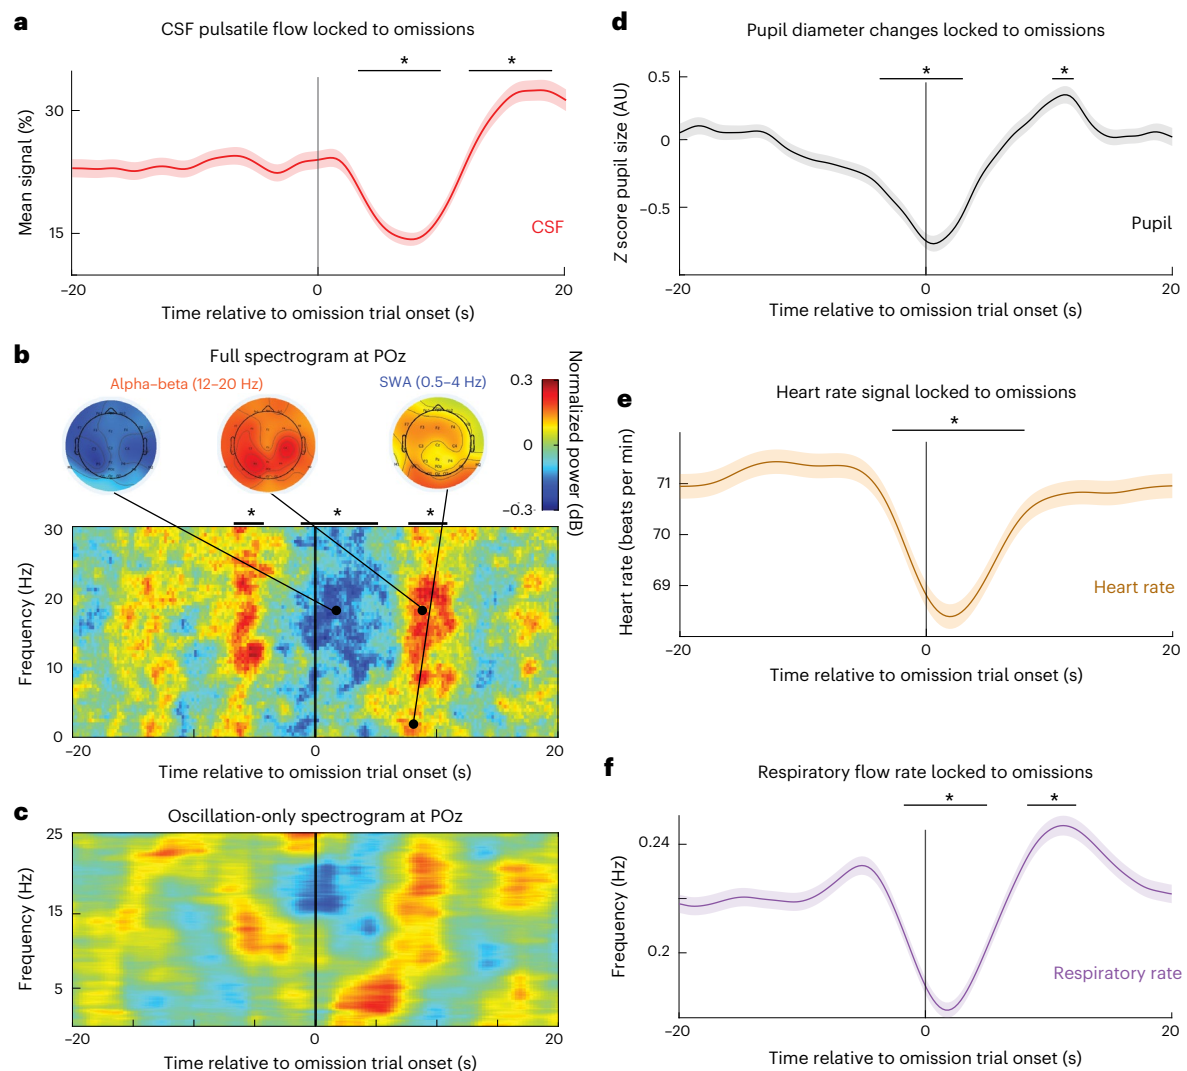 a
CSF pulsatile flow locked to omissions
*
*
30
15
Mean signal (%)
CSF
−20
0
20
Time relative to omission trial onset (s)
b
Full spectrogram at POz
Alpha–beta (12–20 Hz)
SWA (0.5–4 Hz)
0.3
0
−0.3
Normalized power (dB)
*
*
*
30
20
10
0
Frequency (Hz)
−20
0
20
Time relative to omission trial onset (s)
c
Oscillation-only spectrogram at POz
25
15
5
Frequency (Hz)
−20
0
20
Time relative to omission trial onset (s)
d
Pupil diameter changes locked to omissions
*
*
0.5
0
−0.5
Z score pupil size (AU)
Pupil
−20
0
20
Time relative to omission trial onset (s)
e
Heart rate signal locked to omissions
*
71
70
69
Heart rate (beats per min)
Heart rate
−20
0
20
Time relative to omission trial onset (s)
f
Respiratory flow rate locked to omissions
*
*
0.24
0.2
Frequency (Hz)
Respiratory rate
−20
0
20
Time relative to omission trial onset (s)